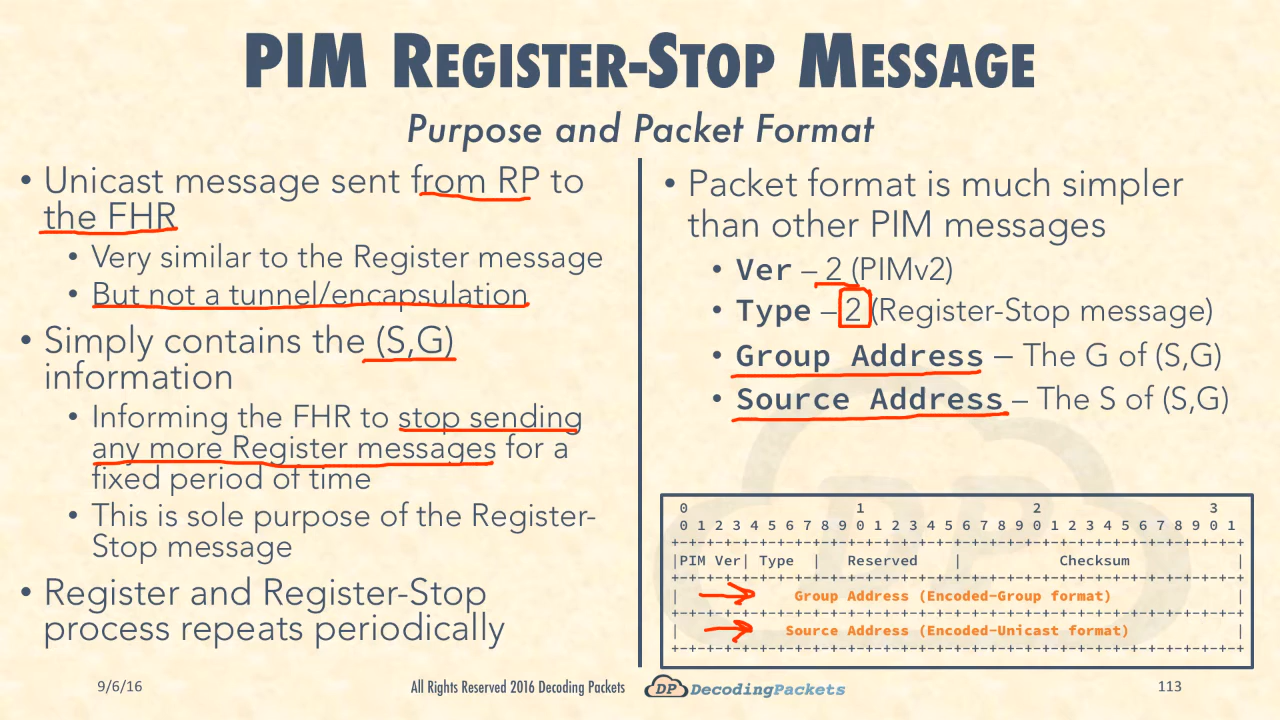 PIM REGISTER-STOP MESSAGE
Purpose and Packet Format
• Unicast message sent from RP to
the FHR
• Very similar to the Register message
• But not a tunnel/encapsulation
• Simply contains the (S,G)
information
• Informing the FHR to stop sending
any more Register messages for a
fixed period of time
• This is sole purpose of the Register-
Stop message
• Register and Register-Stop
process repeats periodically
• Packet format is much simpler
than other PIM messages
• Ver – 2 (PIMv2)
• Type – 2 (Register-Stop message)
• Group Address – The G of (S,G)
• Source Address – The S of (S,G)
0 1 2 3
0 1 2 3 4 5 6 7 8 9 0 1 2 3 4 5 6 7 8 9 0 1 2 3 4 5 6 7 8 9 0 1
+-+-+-+-+-+-+-+-+-+-+-+-+-+-+-+-+-+-+-+-+-+-+-+-+-+-+-+-+-+-+-+-+
|PIM Ver| Type | Reserved | Checksum |
+-+-+-+-+-+-+-+-+-+-+-+-+-+-+-+-+-+-+-+-+-+-+-+-+-+-+-+-+-+-+-+-+
| Group Address (Encoded-Group format) |
+-+-+-+-+-+-+-+-+-+-+-+-+-+-+-+-+-+-+-+-+-+-+-+-+-+-+-+-+-+-+-+-+
| Source Address (Encoded-Unicast format) |
+-+-+-+-+-+-+-+-+-+-+-+-+-+-+-+-+-+-+-+-+-+-+-+-+-+-+-+-+-+-+-+-+
9/6/16
All Rights Reserved 2016 Decoding Packets
DP DecodingPackets
113